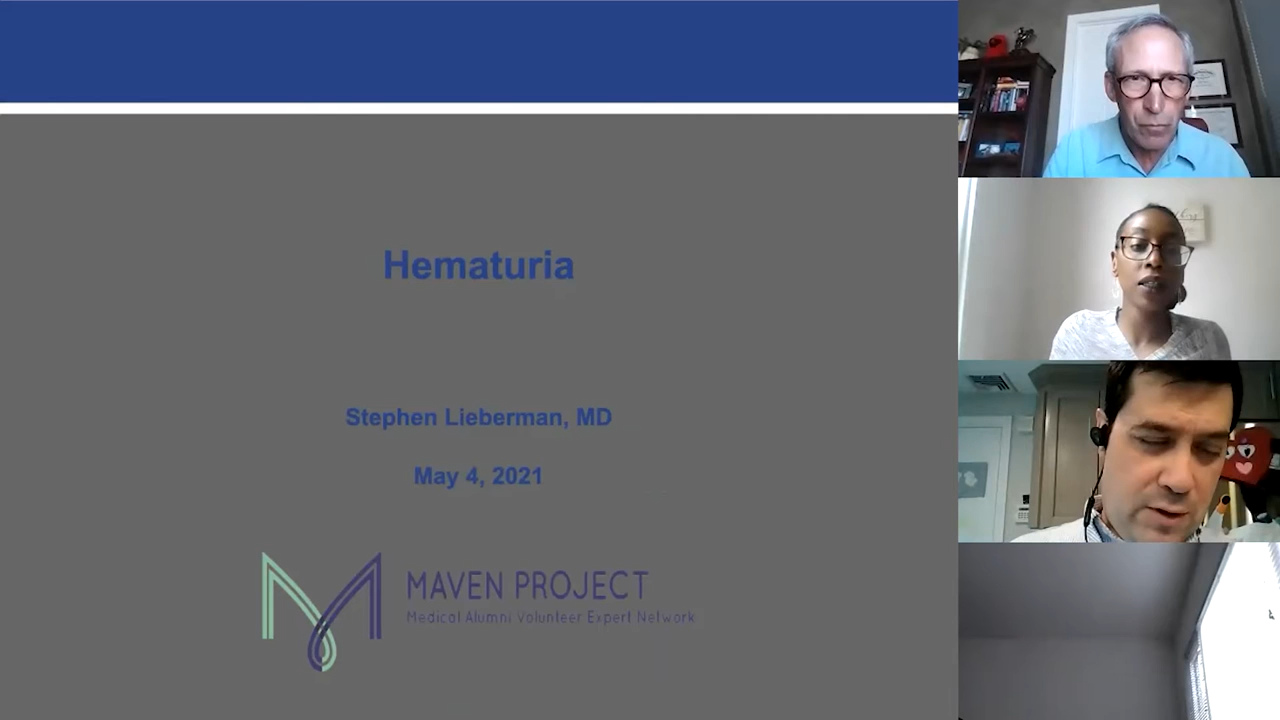 Hematuria
Stephen Lieberman, MD
May 4, 2021
MAVEN PROJECT
Medical Alumni Volunteer Expert Network